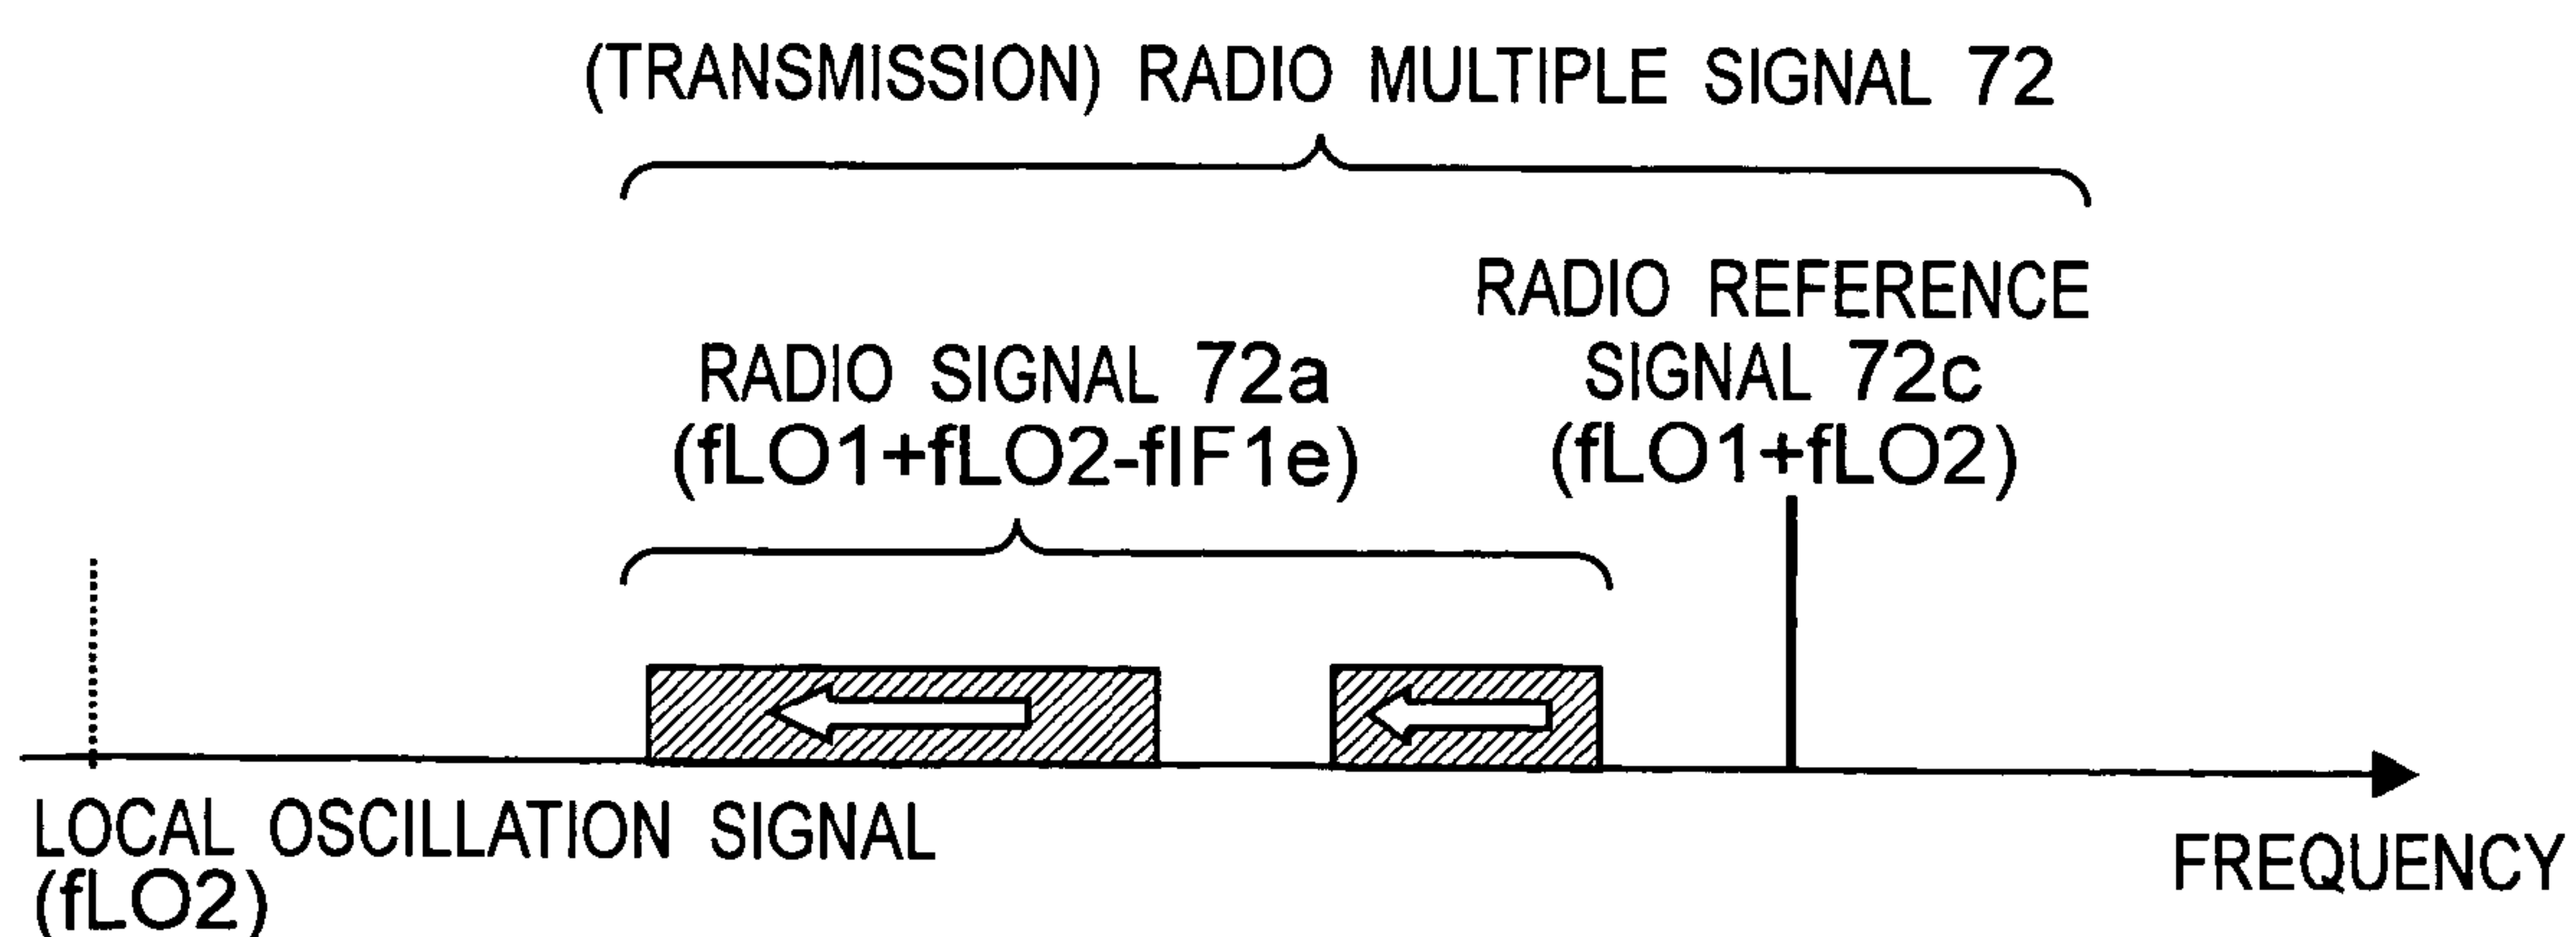 (TRANSMISSION) RADIO MULTIPLE SIGNAL 72
RADIO REFERENCE
SIGNAL 72c
(fLO1+fLO2)
RADIO SIGNAL 72a
(fLO1+fLO2-fIF1e)
LOCAL OSCILLATION SIGNAL
(fLO2)
FREQUENCY